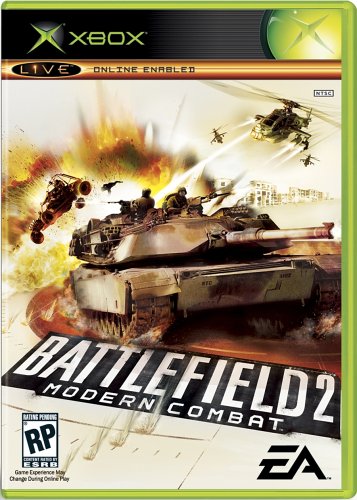 XBOX
LIVE ONLINE ENABLED
NTSC
BATTLEFIELD 2
MODERN COMBAT
RATING PENDING
RP
CONTENT RATED BY
ESRB
Game Experience May
Change During Online Play
EA